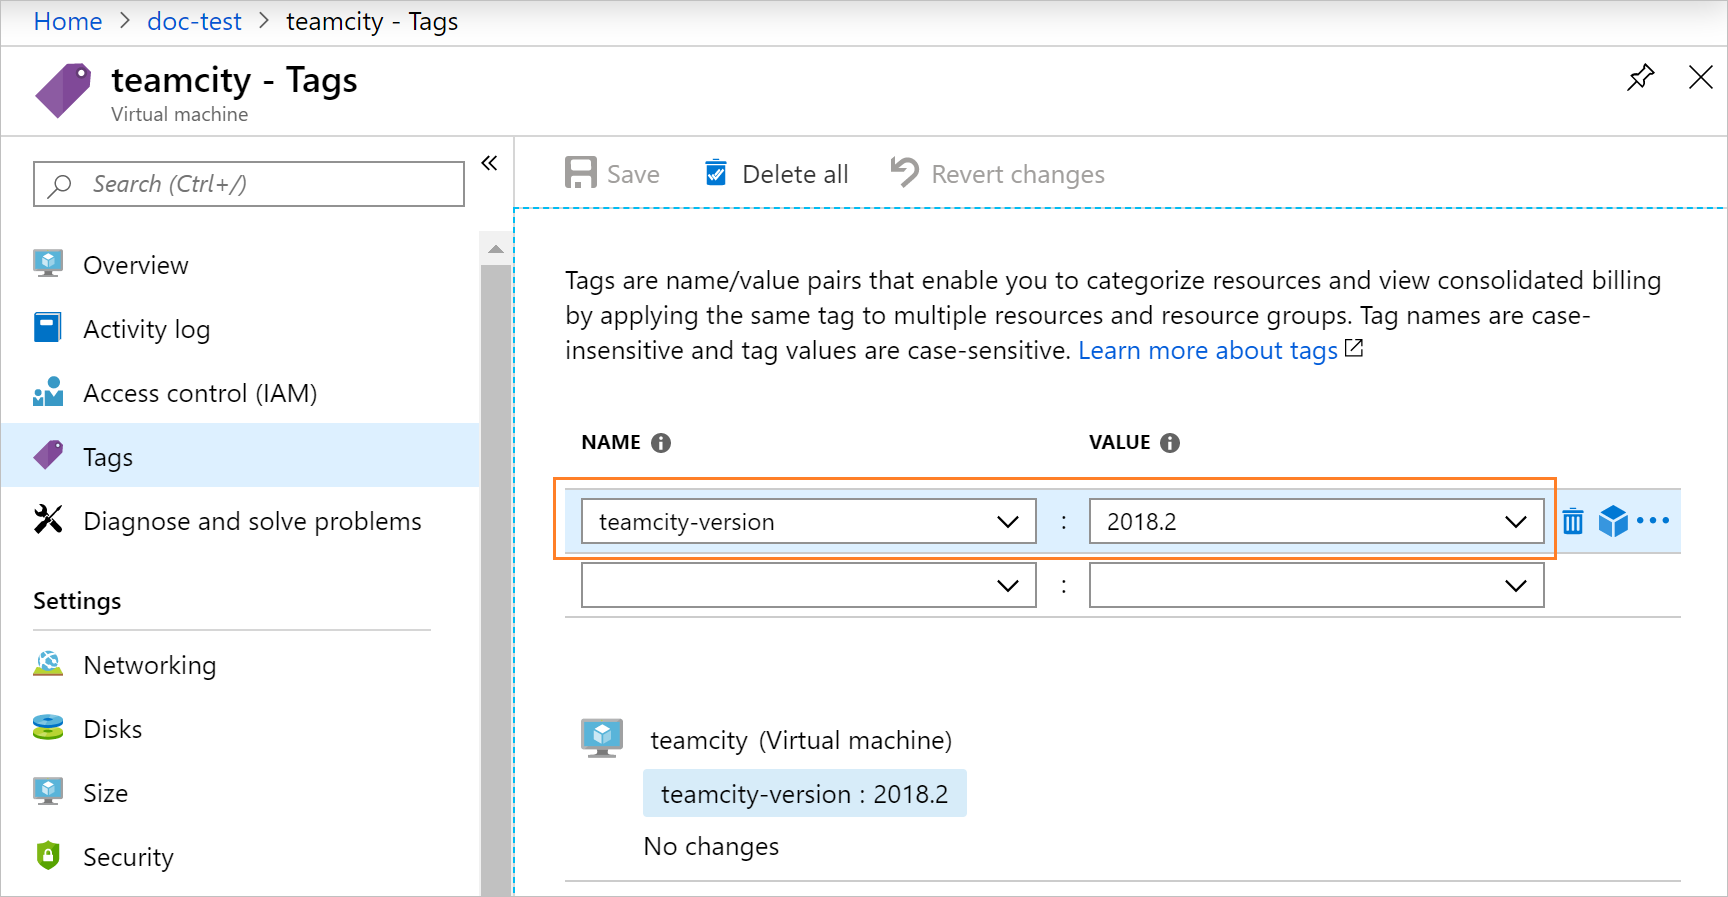 Home > doc-test > teamcity - Tags
teamcity - Tags
Virtual machine
Search (Ctrl+/)
«
Overview
Activity log
Access control (IAM)
Tags
Diagnose and solve problems
Settings
Networking
Disks
Size
Security
Save Delete all Revert changes
Tags are name/value pairs that enable you to categorize resources and view consolidated billing
by applying the same tag to multiple resources and resource groups. Tag names are case-
insensitive and tag values are case-sensitive. Learn more about tags
NAME VALUE
teamcity-version : 2018.2
:
teamcity (Virtual machine)
teamcity-version : 2018.2
No changes